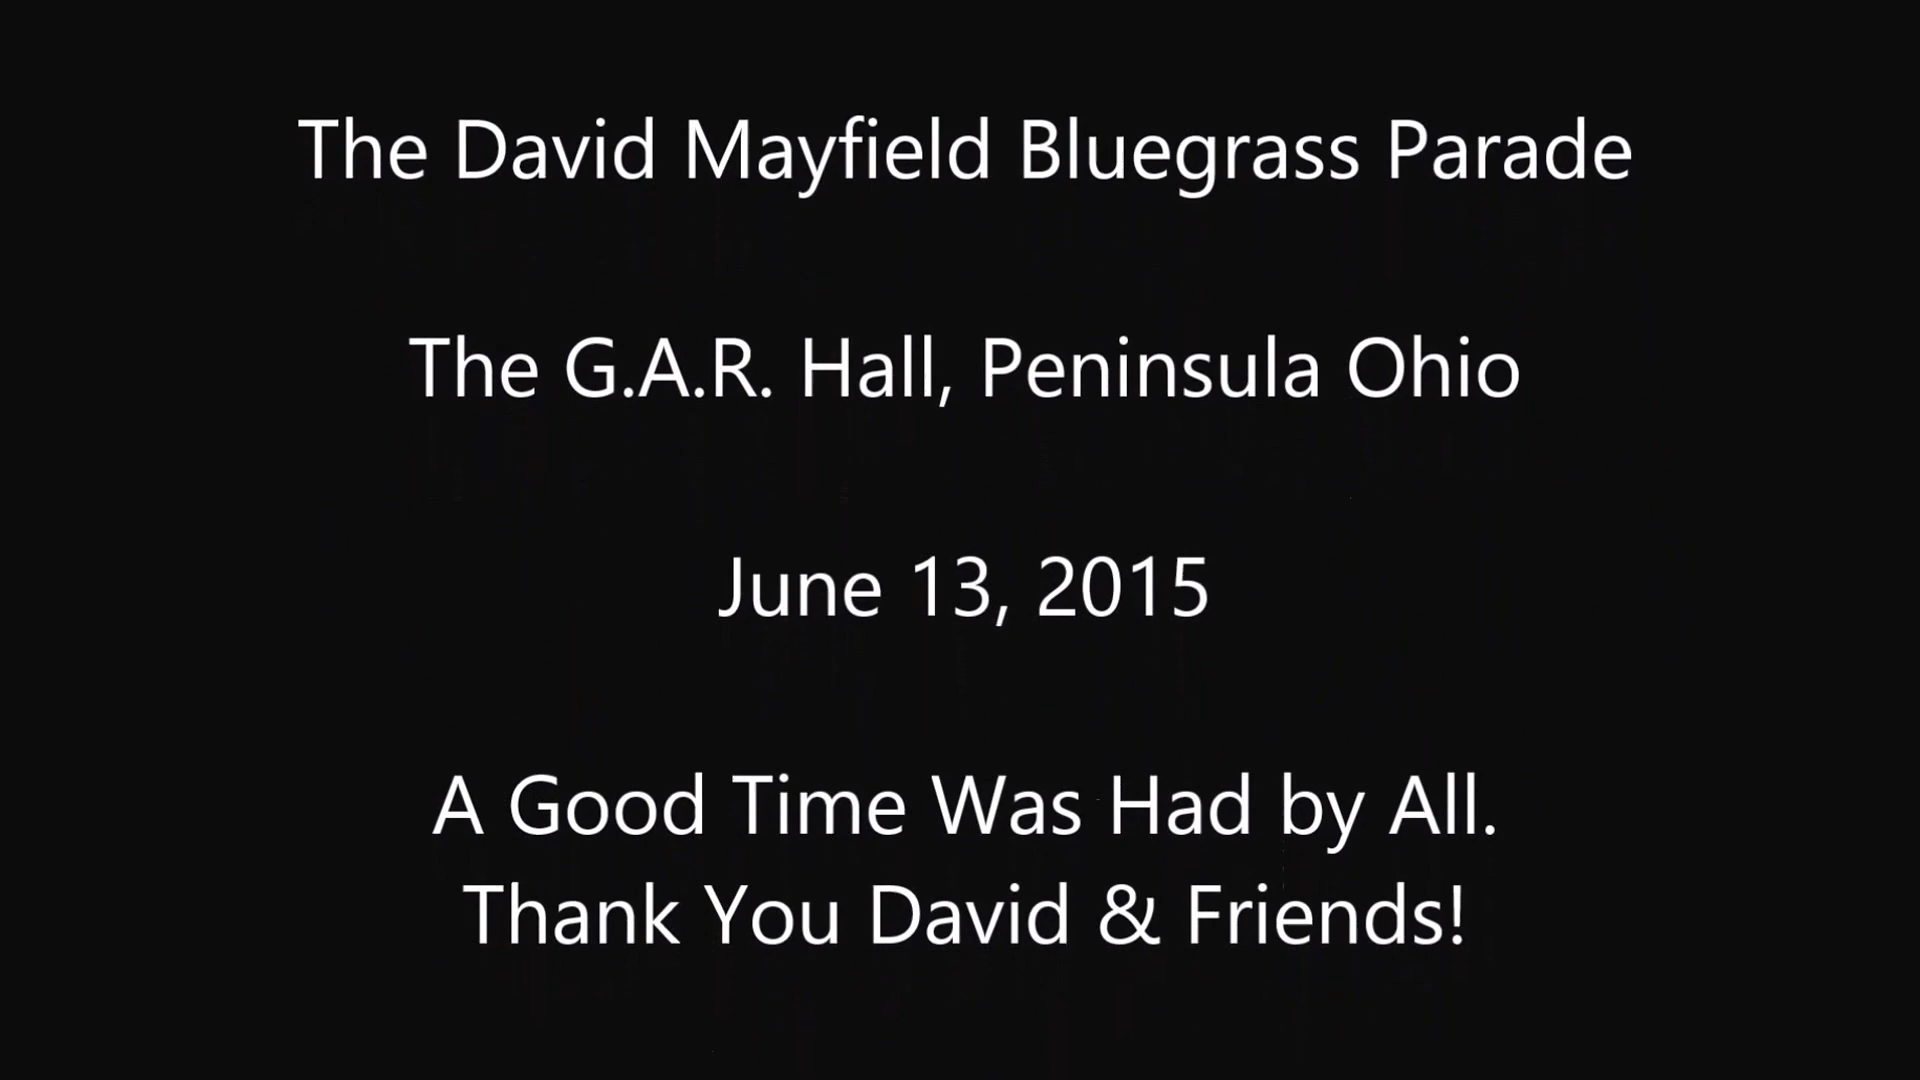 The David Mayfield Bluegrass Parade
The G.A.R. Hall, Peninsula Ohio
June 13, 2015
A Good Time Was Had by All.
Thank You David & Friends!